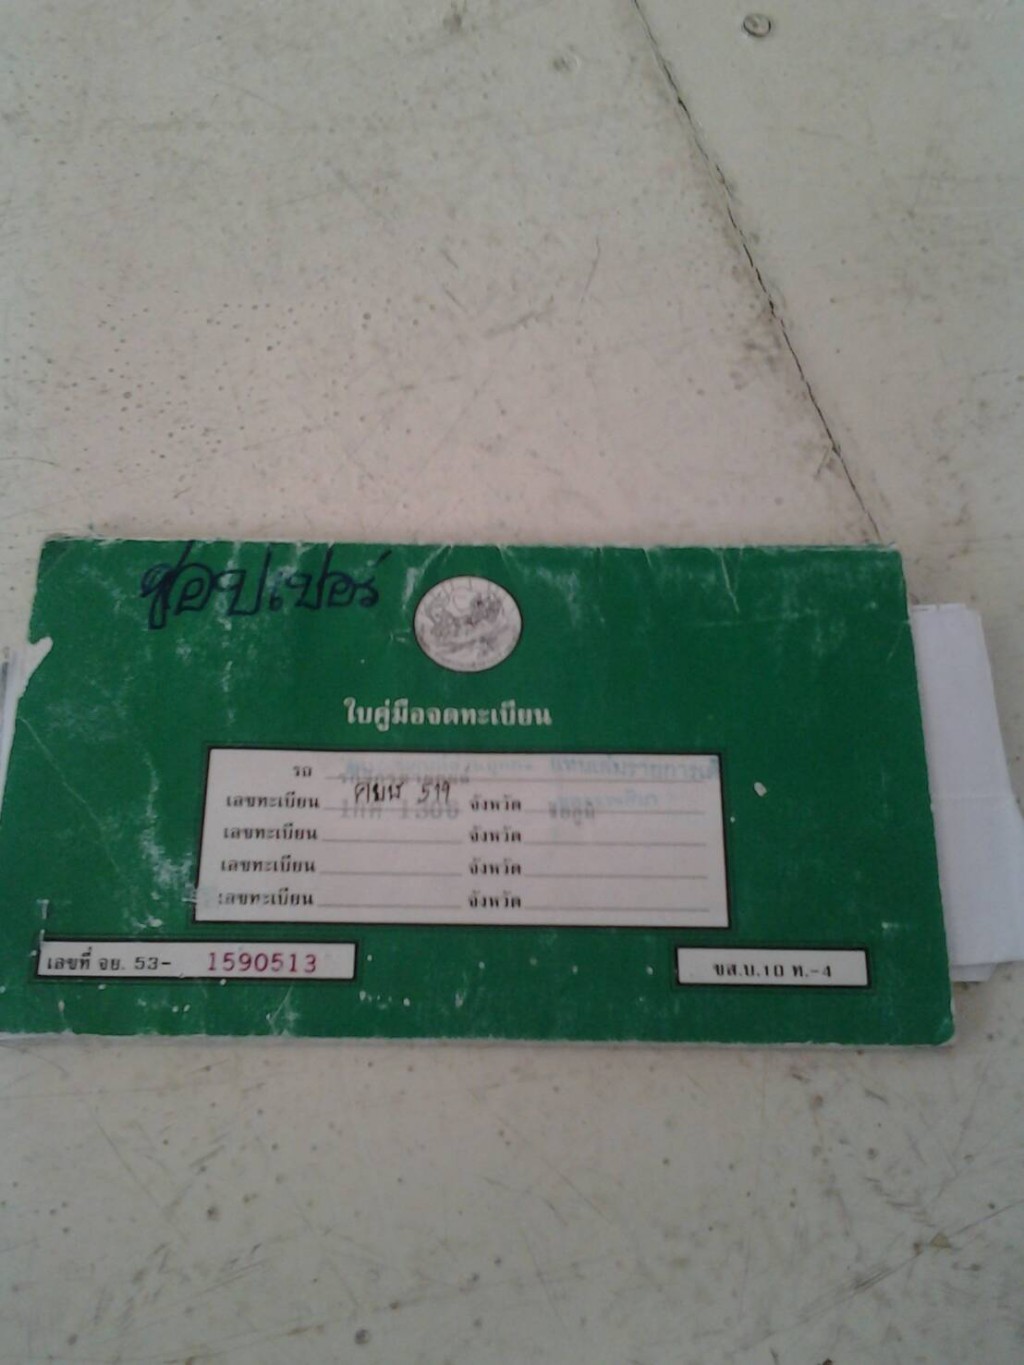 ชอปเปอร์
ใบคู่มือจดทะเบียน
รถ
เลขทะเบียน 519 จังหวัด
เลขทะเบียน จังหวัด
เลขทะเบียน จังหวัด
เลขทะเบียน จังหวัด
เลขที่ จย. 53- 1590513
ขส.บ.10 ท.-4